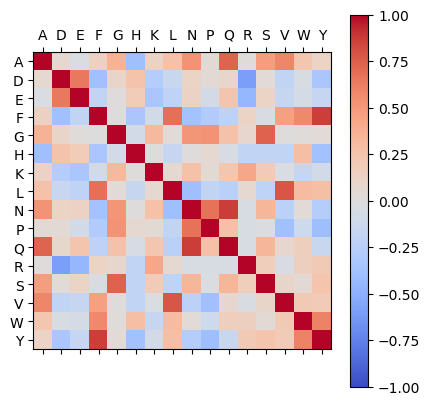 A D E F G H K L N P Q R S V W Y
A
D
E
F
G
H
K
L
N
P
Q
R
S
V
W
Y
1.00
0.75
0.50
0.25
0.00
−0.25
−0.50
−0.75
−1.00